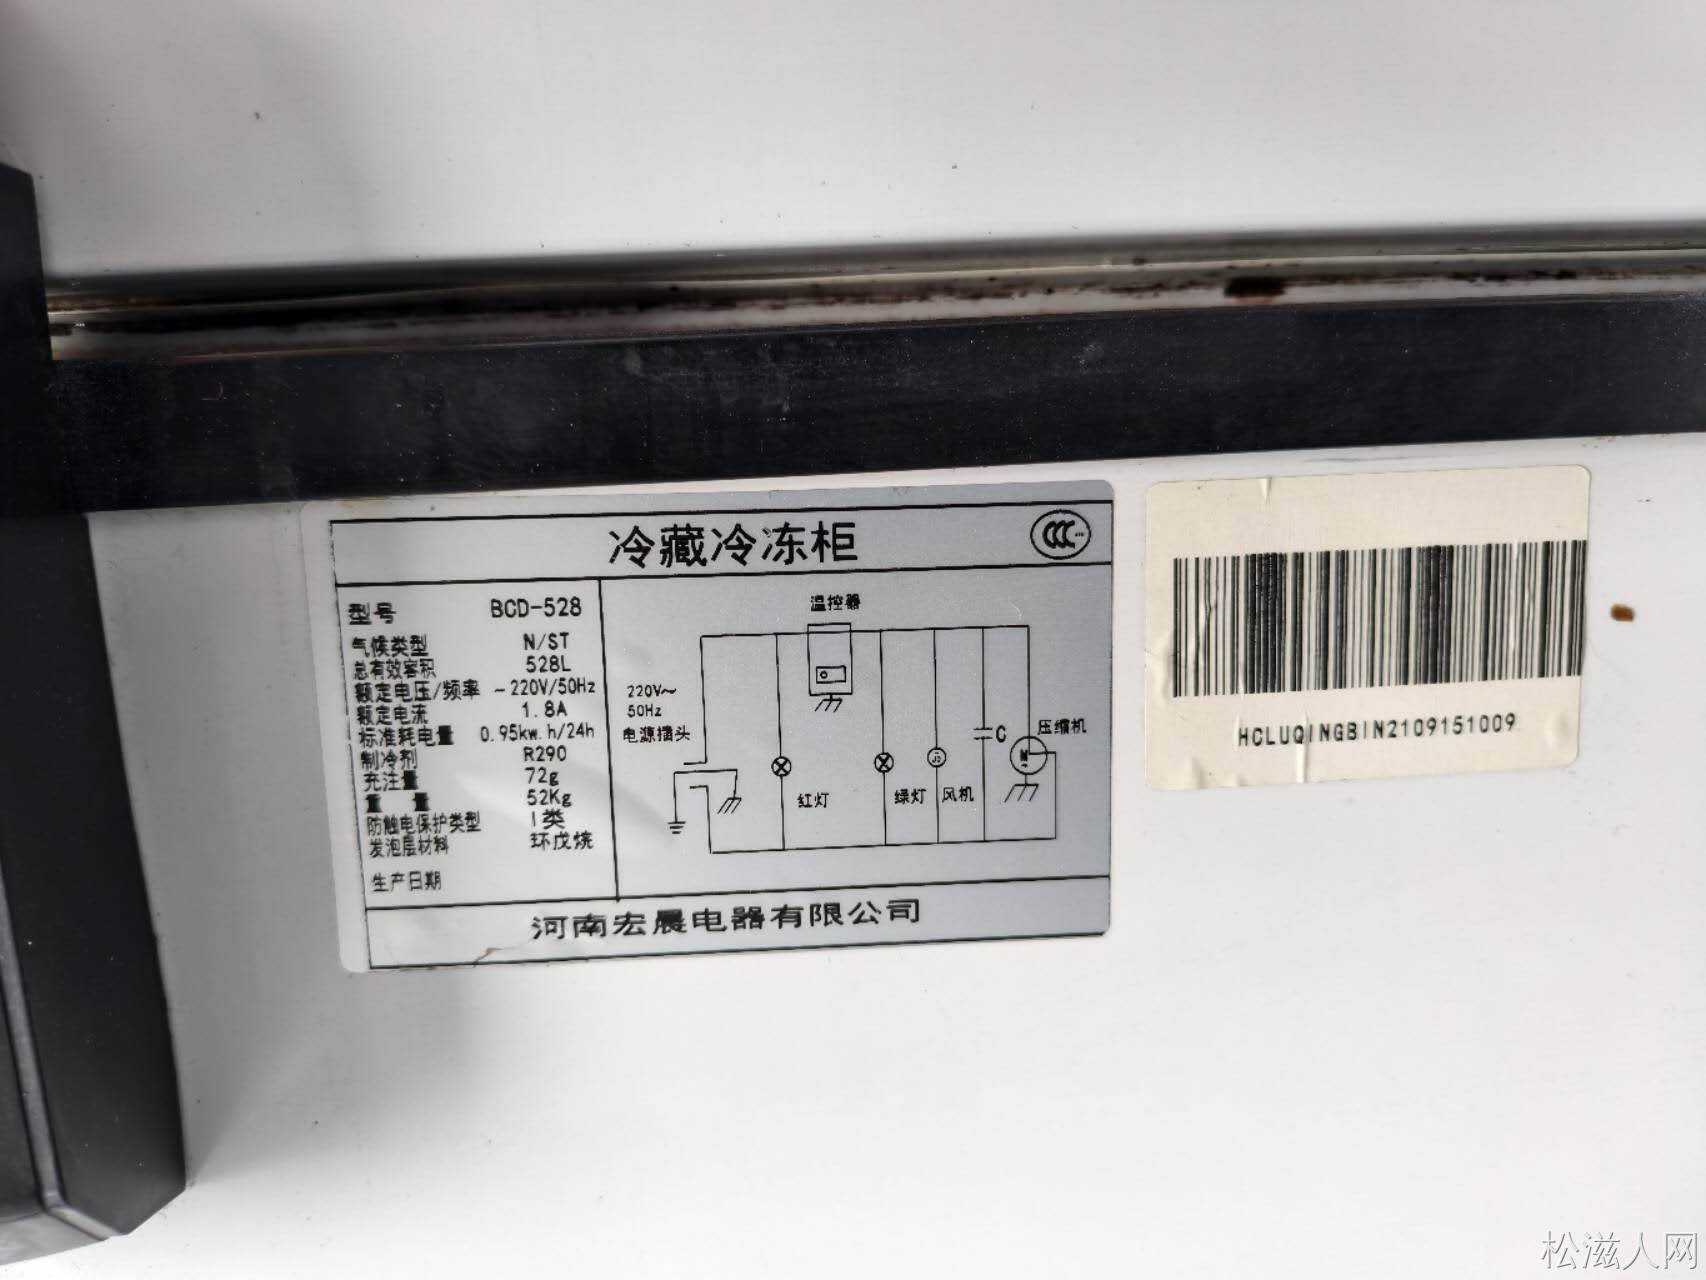 冷藏冷冻柜
型号 BCD-528
气候类型 N/ST
总有效容积 528L
额定电压/频率 ~220V/50Hz
额定电流 1.8A
标准耗电量 0.95kw.h/24h
制冷剂 R290
充注量 72g
重 量 52Kg
防触电保护类型 I类
发泡层材料 环戊烷
生产日期
温控器
220V~
50Hz
电源插头
红灯
绿灯
风机
C
压缩机
M
河南宏晨电器有限公司
HCLUQINGBIN2109151009
松滋人网